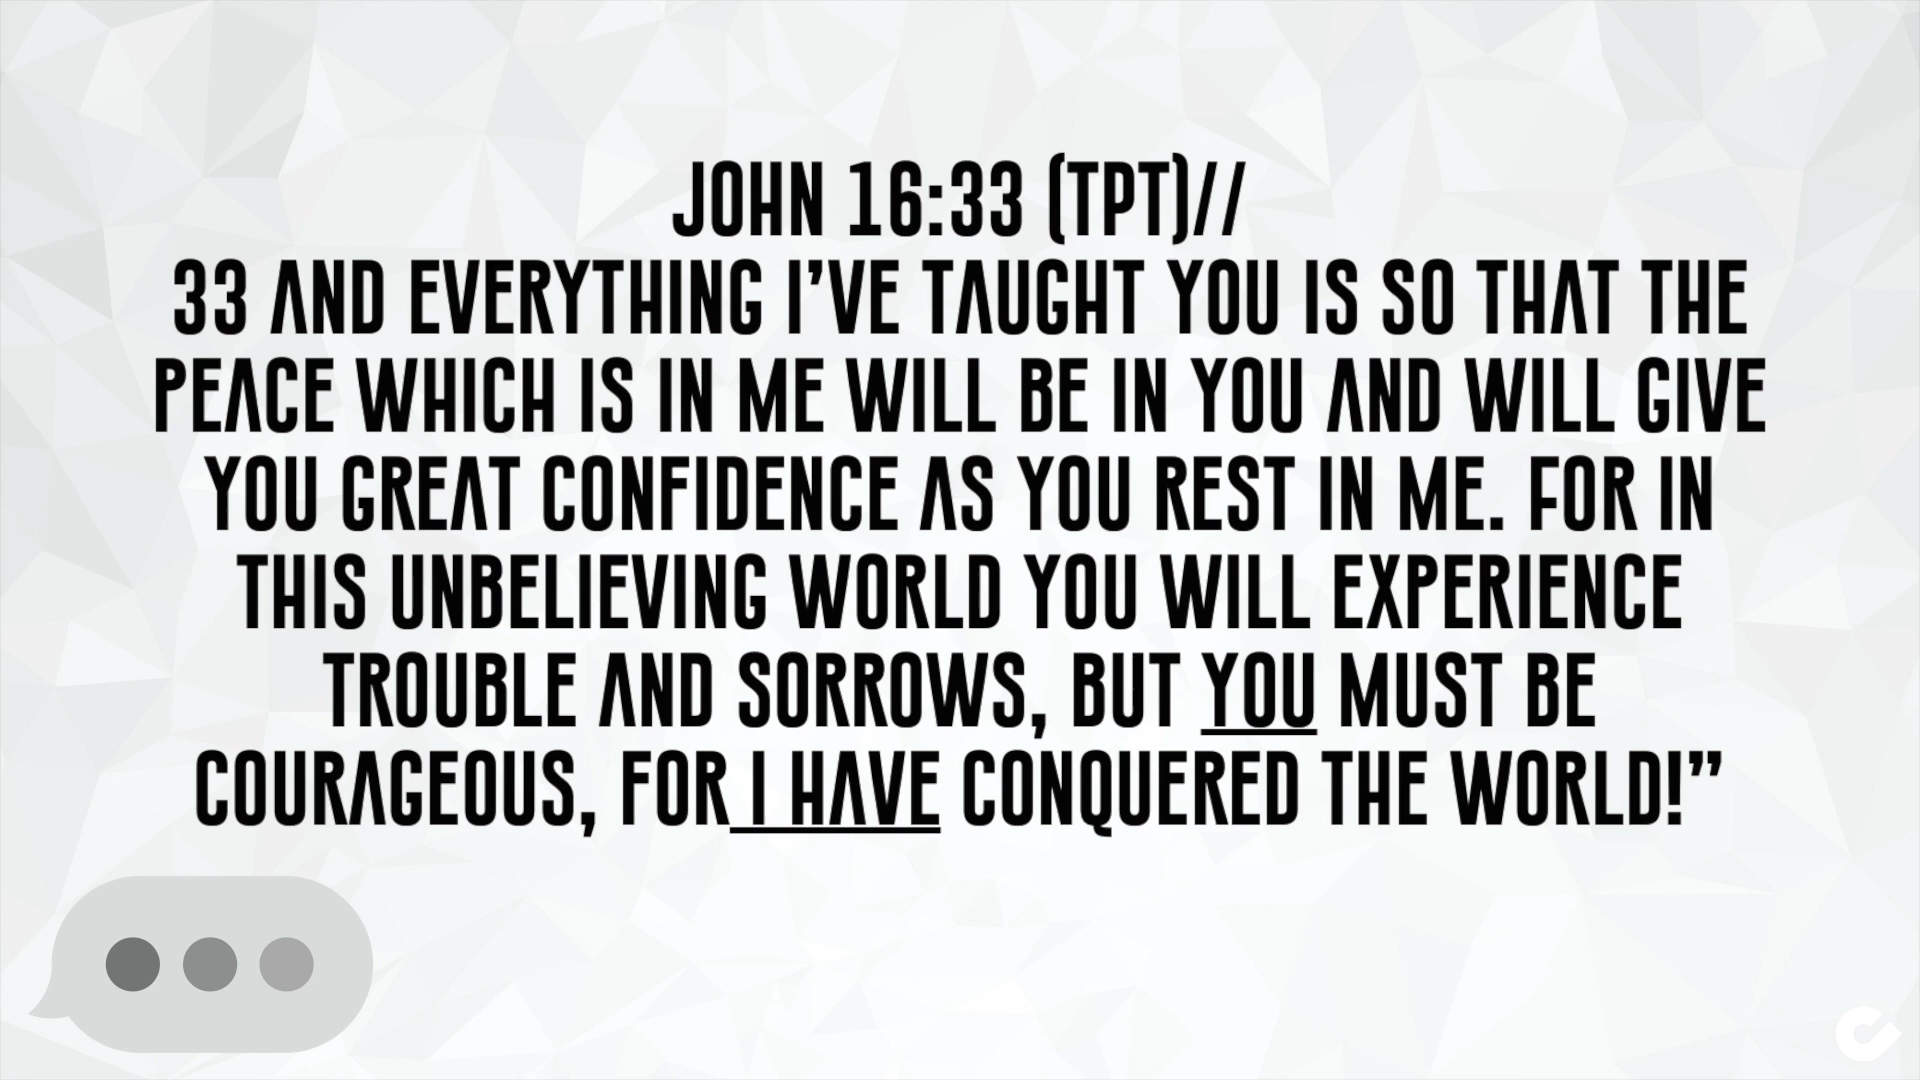 JOHN 16:33 (TPT)//
33 AND EVERYTHING I’VE TAUGHT YOU IS SO THAT THE
PEACE WHICH IS IN ME WILL BE IN YOU AND WILL GIVE
YOU GREAT CONFIDENCE AS YOU REST IN ME. FOR IN
THIS UNBELIEVING WORLD YOU WILL EXPERIENCE
TROUBLE AND SORROWS, BUT YOU MUST BE
COURAGEOUS, FOR I HAVE CONQUERED THE WORLD!”